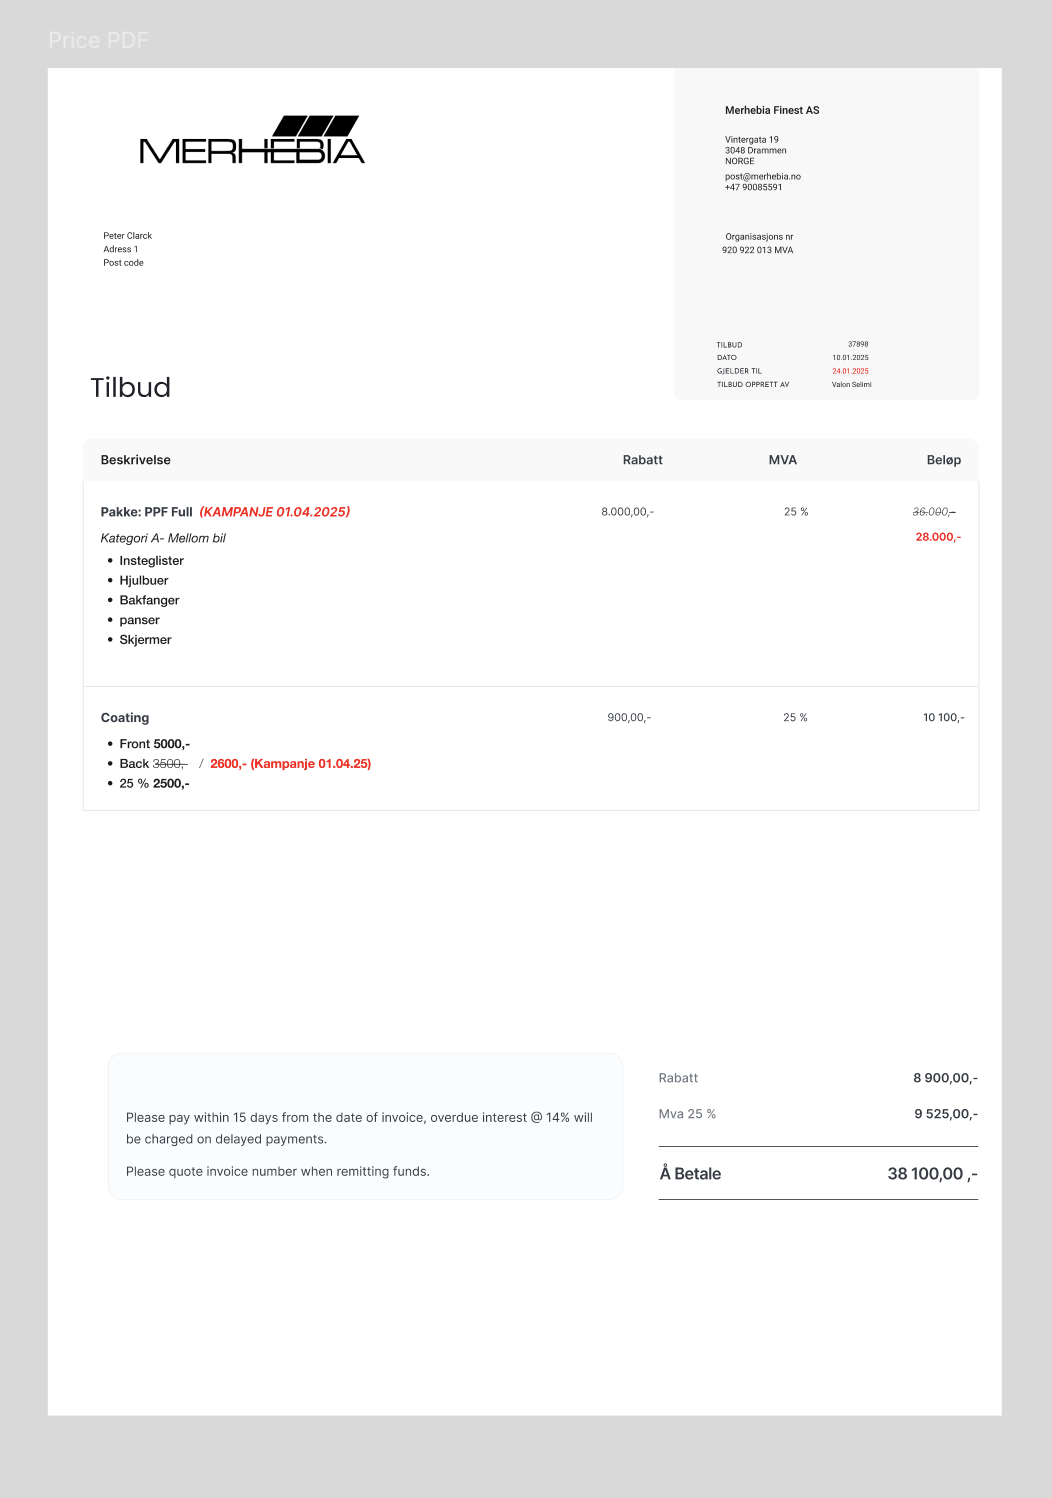 Price PDF
MERHEBIA
Merhebia Finest AS
Vintergata 19
3048 Drammen
NORGE
post@merhebia.no
+47 90085591
Peter Clarck
Adress 1
Post code
Organisasjons nr
920 922 013 MVA
TILBUD 37898
DATO 10.01.2025
GJELDER TIL 24.01.2025
TILBUD OPPRETT AV Valon Selimi
Tilbud
Beskrivelse Rabatt MVA Beløp
Pakke: PPF Full (KAMPANJE 01.04.2025) 8.000,00,- 25 % 36.000,-
Kategori A- Mellom bil 28.000,-
• Insteglister
• Hjulbuer
• Bakfanger
• panser
• Skjermer
Coating 900,00,- 25 % 10 100,-
• Front 5000,-
• Back 3500,- / 2600,- (Kampanje 01.04.25)
• 25 % 2500,-
Please pay within 15 days from the date of invoice, overdue interest @ 14% will
be charged on delayed payments.
Please quote invoice number when remitting funds.
Rabatt 8 900,00,-
Mva 25 % 9 525,00,-
Å Betale 38 100,00 ,-